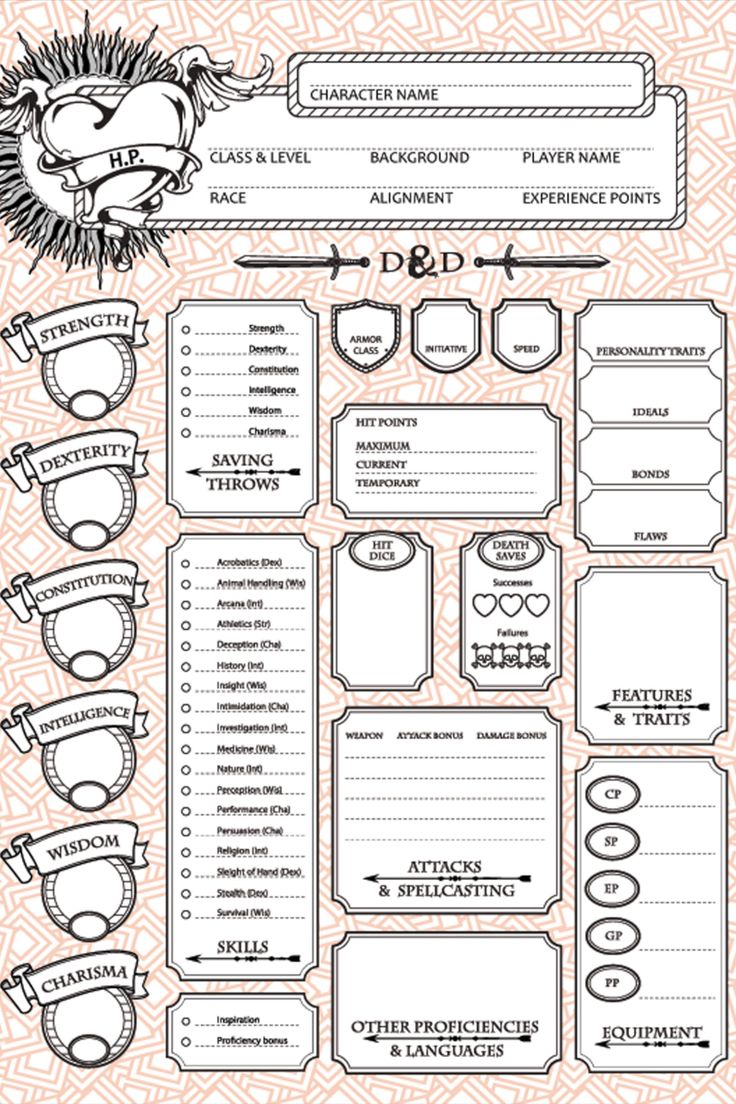 CHARACTER NAME
H.P.
CLASS & LEVEL BACKGROUND PLAYER NAME
RACE ALIGNMENT EXPERIENCE POINTS
D&D
STRENGTH
DEXTERITY
CONSTITUTION
INTELLIGENCE
WISDOM
CHARISMA
Strength
Dexterity
Constitution
Intelligence
Wisdom
Charisma
SAVING
THROWS
Acrobatics (Dex)
Animal Handling (Wis)
Arcana (Int)
Athletics (Str)
Deception (Cha)
History (Int)
Insight (Wis)
Intimidation (Cha)
Investigation (Int)
Medicine (Wis)
Nature (Int)
Perception (Wis)
Performance (Cha)
Persuasion (Cha)
Religion (Int)
Sleight of Hand (Dex)
Stealth (Dex)
Survival (Wis)
SKILLS
Inspiration
Proficiency bonus
ARMOR
CLASS
INITIATIVE
SPEED
HIT POINTS
MAXIMUM
CURRENT
TEMPORARY
HIT
DICE
DEATH
SAVES
Successes
Failures
WEAPON ATTACK BONUS DAMAGE BONUS
ATTACKS
& SPELLCASTING
OTHER PROFICIENCIES
& LANGUAGES
PERSONALITY TRAITS
IDEALS
BONDS
FLAWS
FEATURES
& TRAITS
CP
SP
EP
GP
PP
EQUIPMENT